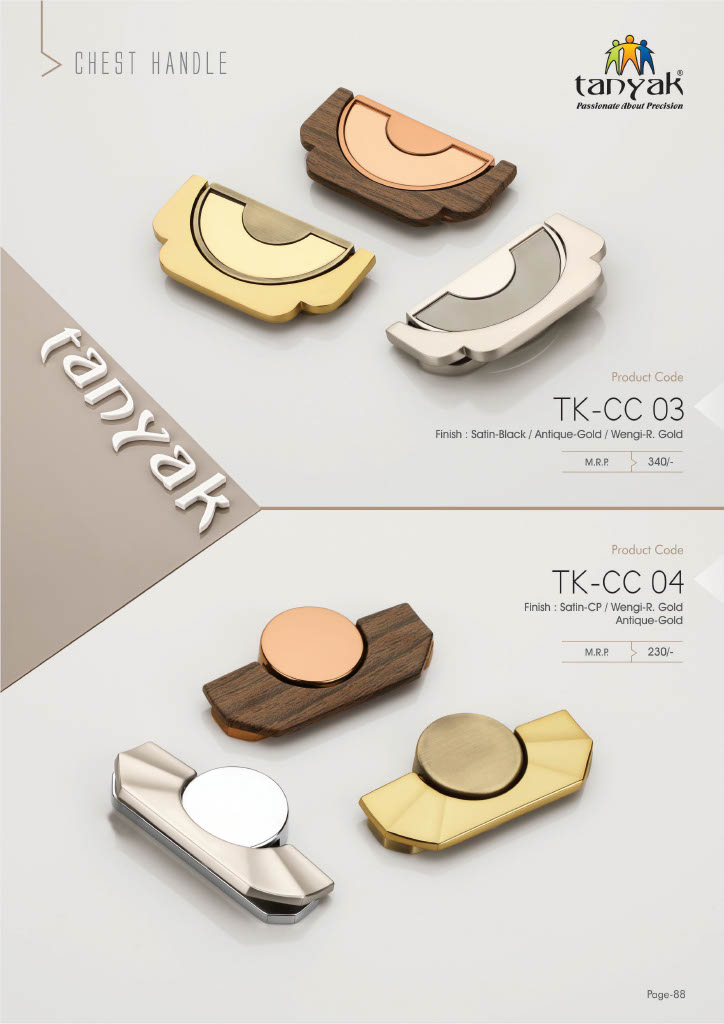 CHEST HANDLE
tanyak®
Passionate About Precision
tanyak
Product Code
TK-CC 03
Finish : Satin-Black / Antique-Gold / Wengi-R. Gold
M.R.P. 340/-
Product Code
TK-CC 04
Finish : Satin-CP / Wengi-R. Gold
Antique-Gold
M.R.P. 230/-
Page-88